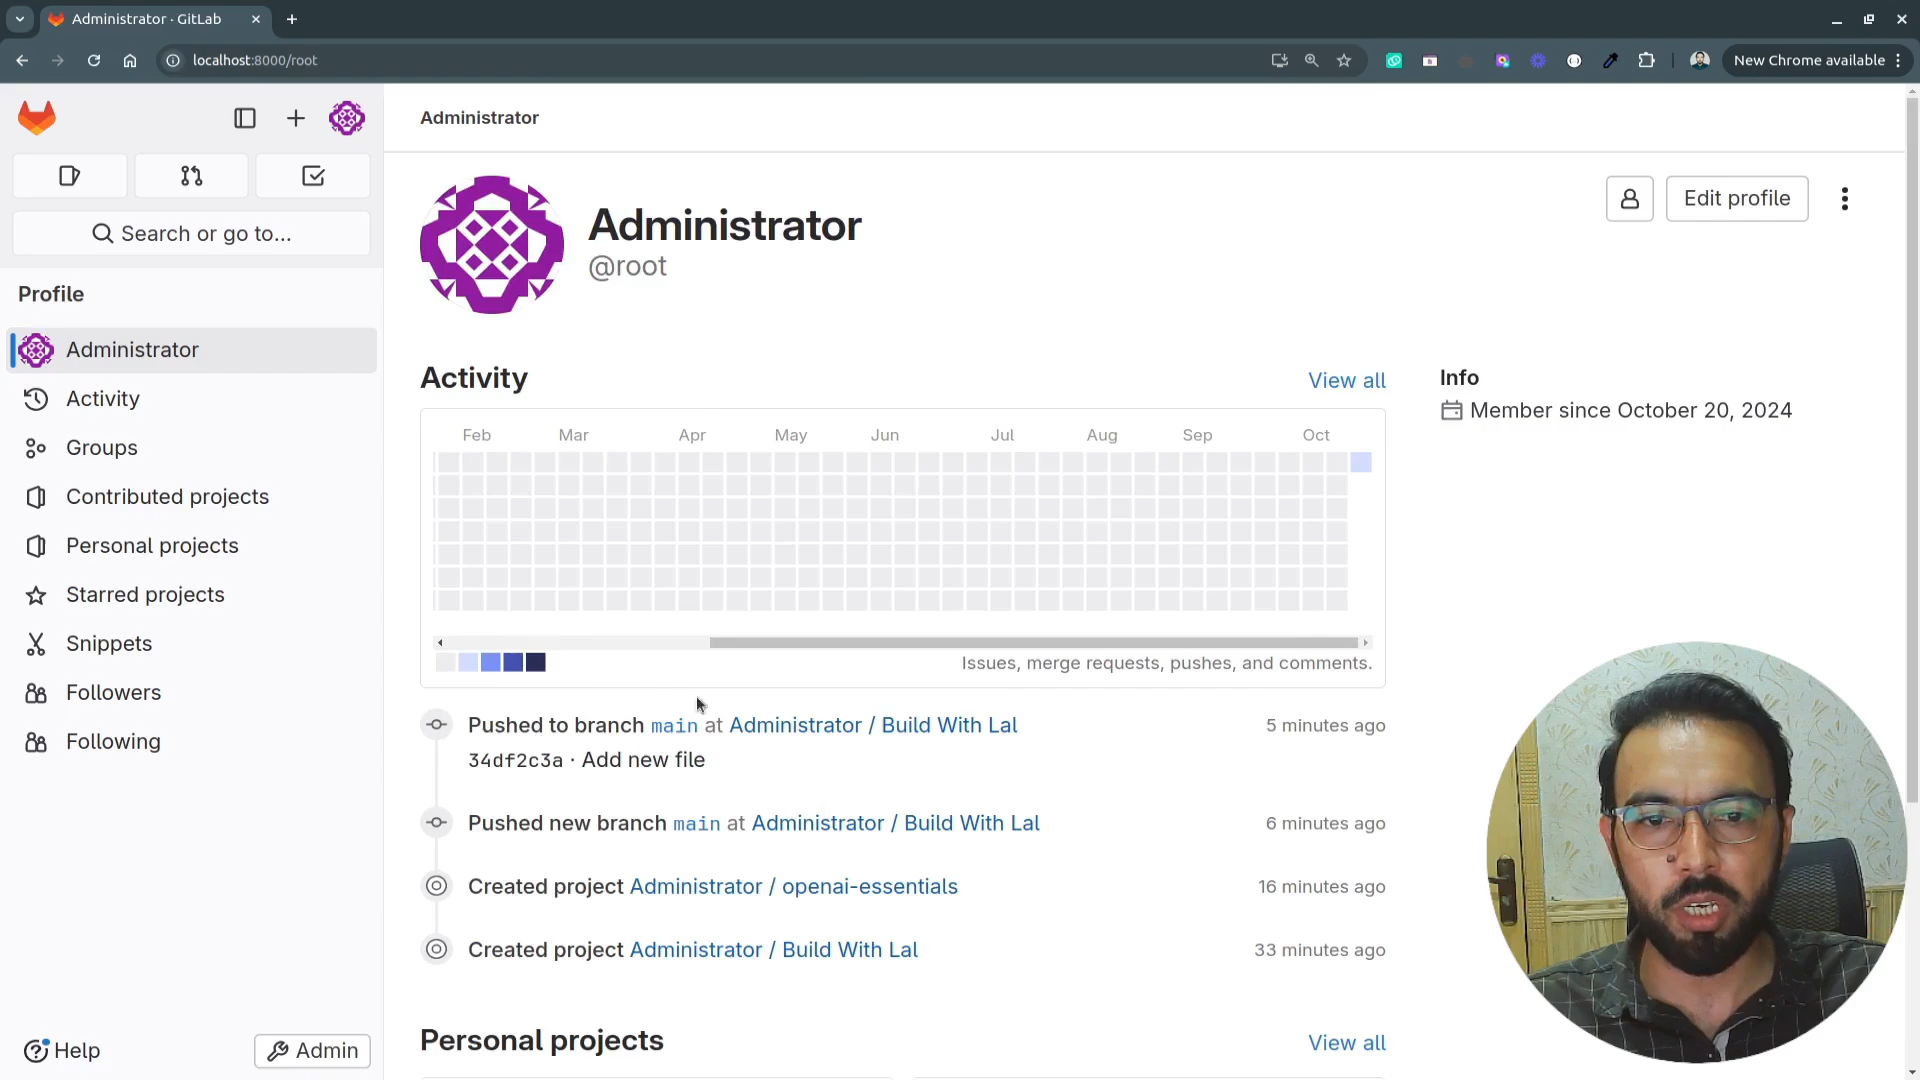 Administrator · GitLab
localhost:8000/root
New Chrome available
Search or go to...
Profile
Administrator
Activity
Groups
Contributed projects
Personal projects
Starred projects
Snippets
Followers
Following
Help
Admin
Administrator
Administrator
@root
Edit profile
Activity
View all
Feb Mar Apr May Jun Jul Aug Sep Oct
Issues, merge requests, pushes, and comments.
Info
Member since October 20, 2024
Pushed to branch main at Administrator / Build With Lal 5 minutes ago
34df2c3a · Add new file
Pushed new branch main at Administrator / Build With Lal 6 minutes ago
Created project Administrator / openai-essentials 16 minutes ago
Created project Administrator / Build With Lal 33 minutes ago
Personal projects
View all